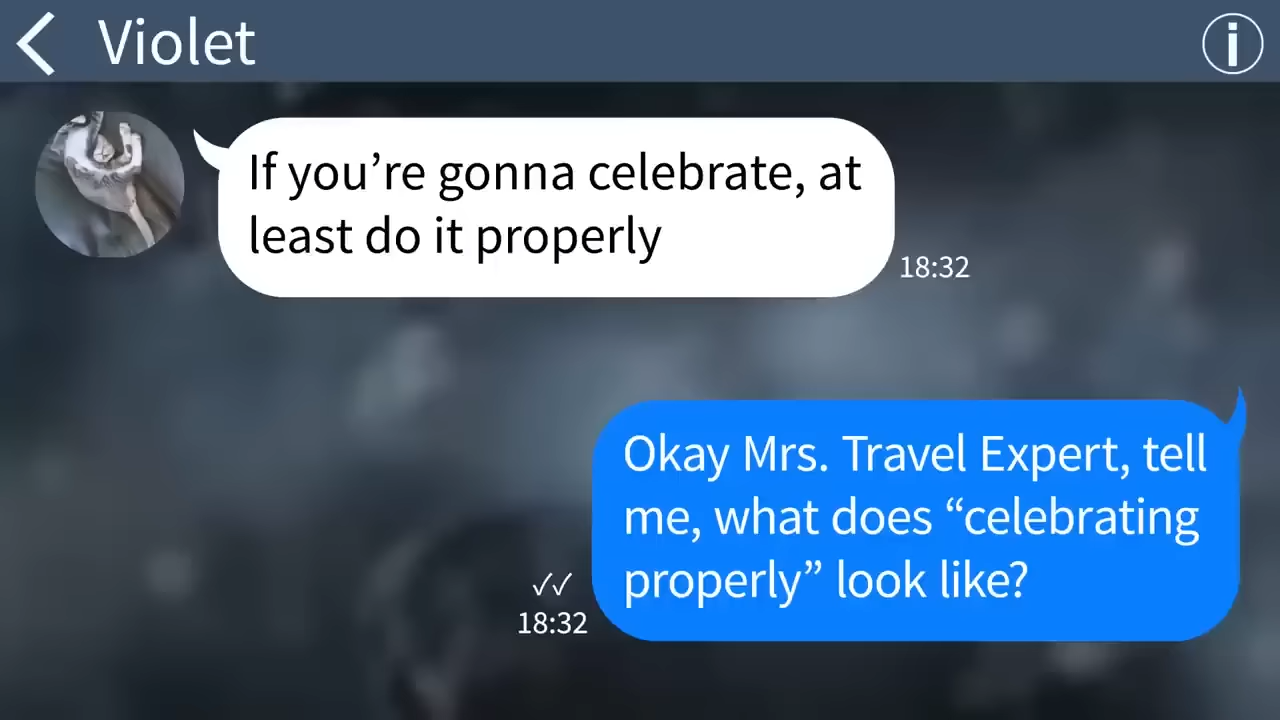 Violet
If you’re gonna celebrate, at
least do it properly
18:32
Okay Mrs. Travel Expert, tell
me, what does “celebrating
properly” look like?
✓✓
18:32